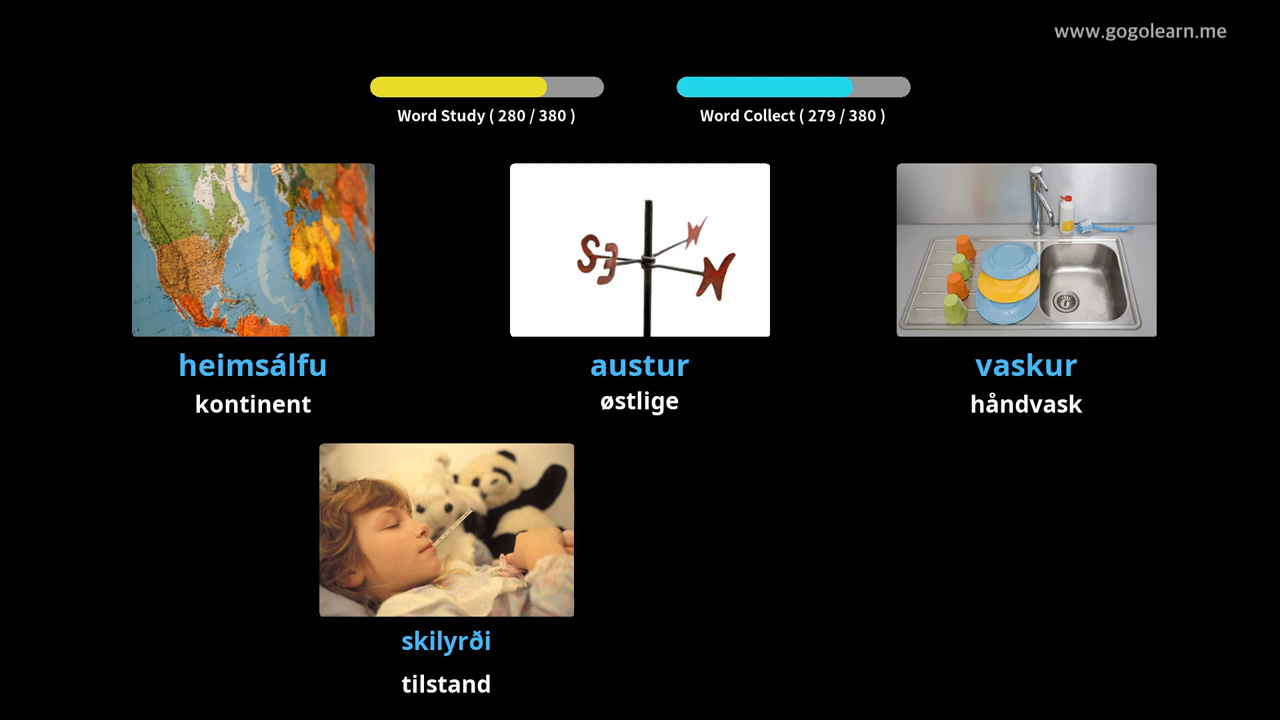 www.gogolearn.me
Word Study ( 280 / 380 )
Word Collect ( 279 / 380 )
S E N W
heimsálfu
austur
vaskur
kontinent
østlige
håndvask
skilyrði
tilstand